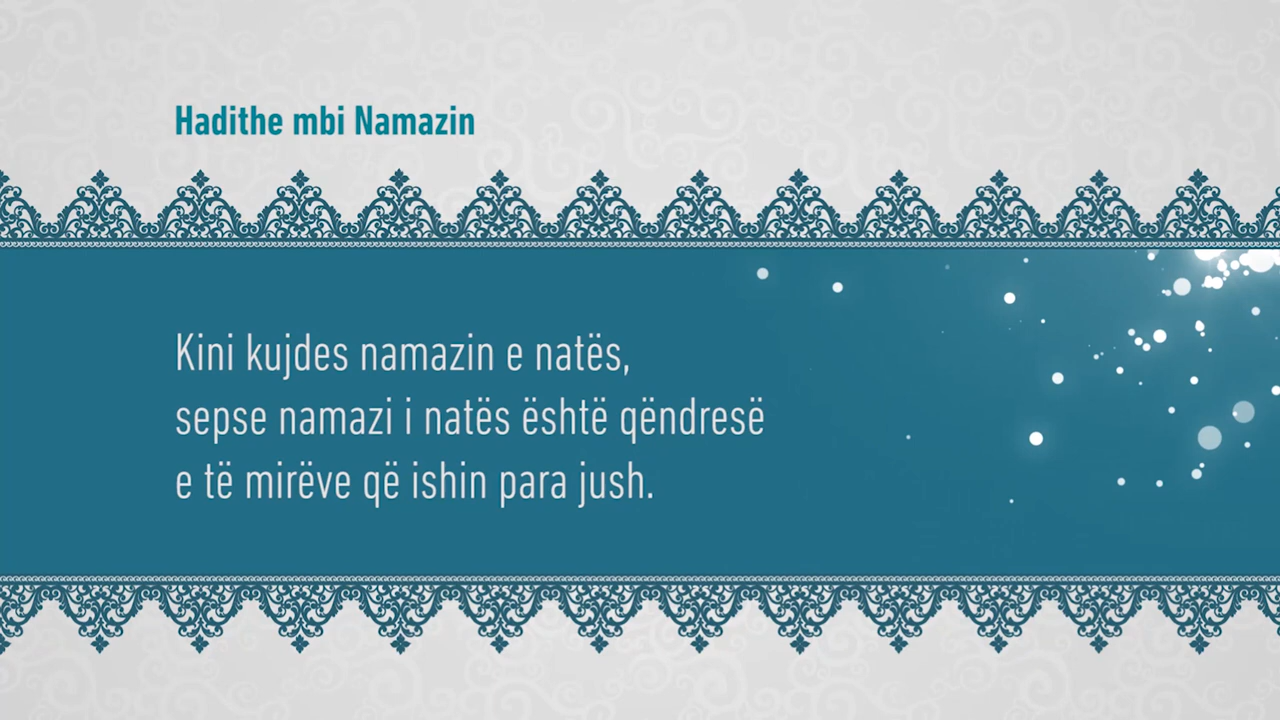 Hadithe mbi Namazin
Kini kujdes namazin e natës,
sepse namazi i natës është qëndresë
e të mirëve që ishin para jush.